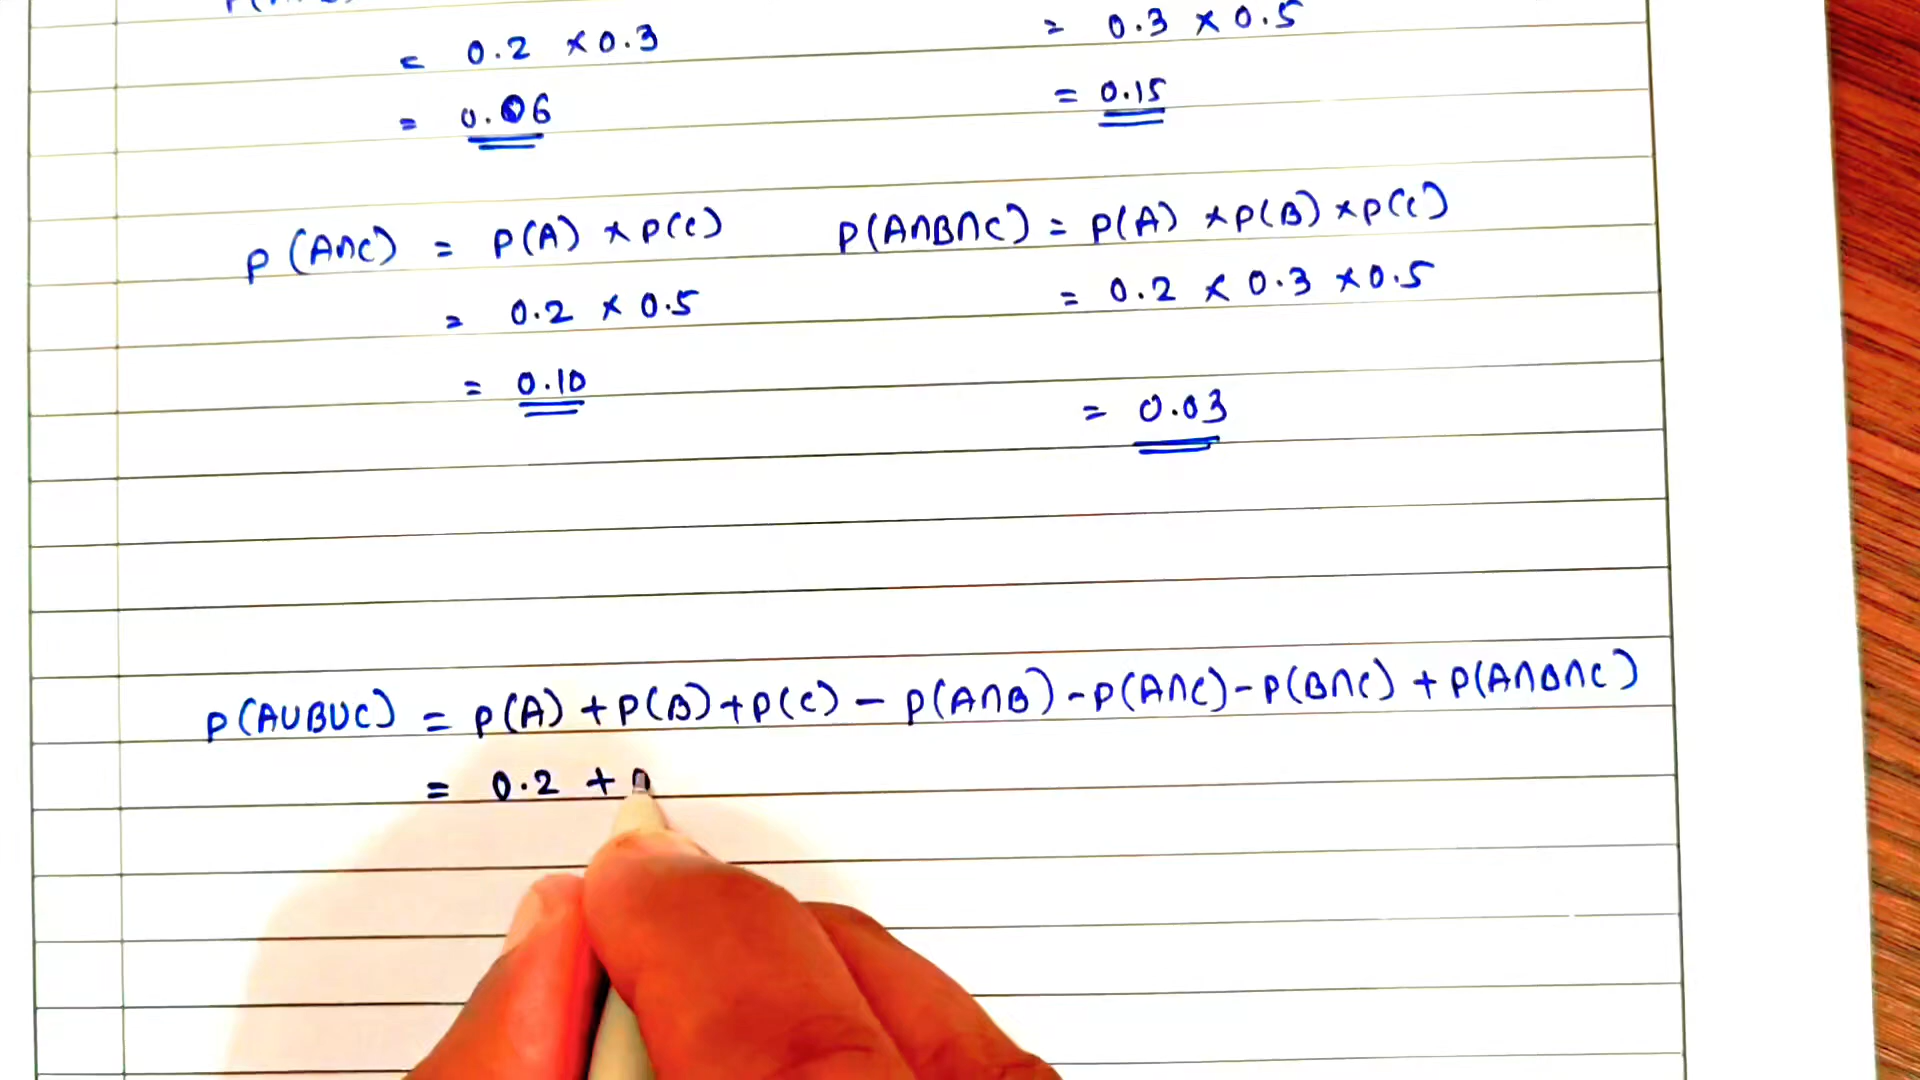 = 0.2 × 0.3
= 0.3 × 0.5
= 0.06
= 0.15
P(A∩C) = P(A) × P(C)
P(A∩B∩C) = P(A) × P(B) × P(C)
= 0.2 × 0.5
= 0.2 × 0.3 × 0.5
= 0.10
= 0.03
P(A∪B∪C) = P(A) + P(B) + P(C) − P(A∩B) - P(A∩C) - P(B∩C) + P(A∩B∩C)
= 0.2 + 0